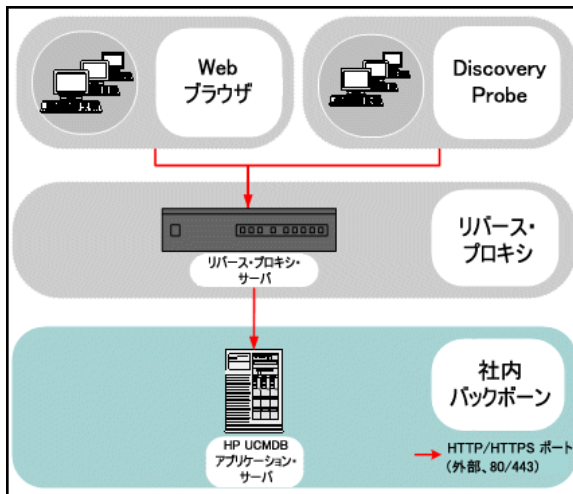 Web
ブラウザ
Discovery
Probe
リバース・
プロキシ
リバース・プロキシ・
サーバ
社内
バックボーン
HP UCMDB
アプリケーション・
サーバ
HTTP/HTTPS ポート
(外部、80/443)